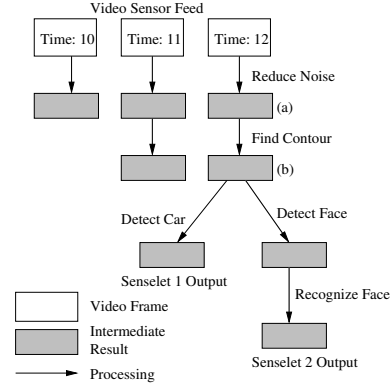 Video Sensor Feed
Time: 10
Time: 11
Time: 12
Reduce Noise
(a)
Find Contour
(b)
Detect Car
Detect Face
Senselet 1 Output
Recognize Face
Senselet 2 Output
Video Frame
Intermediate
Result
Processing